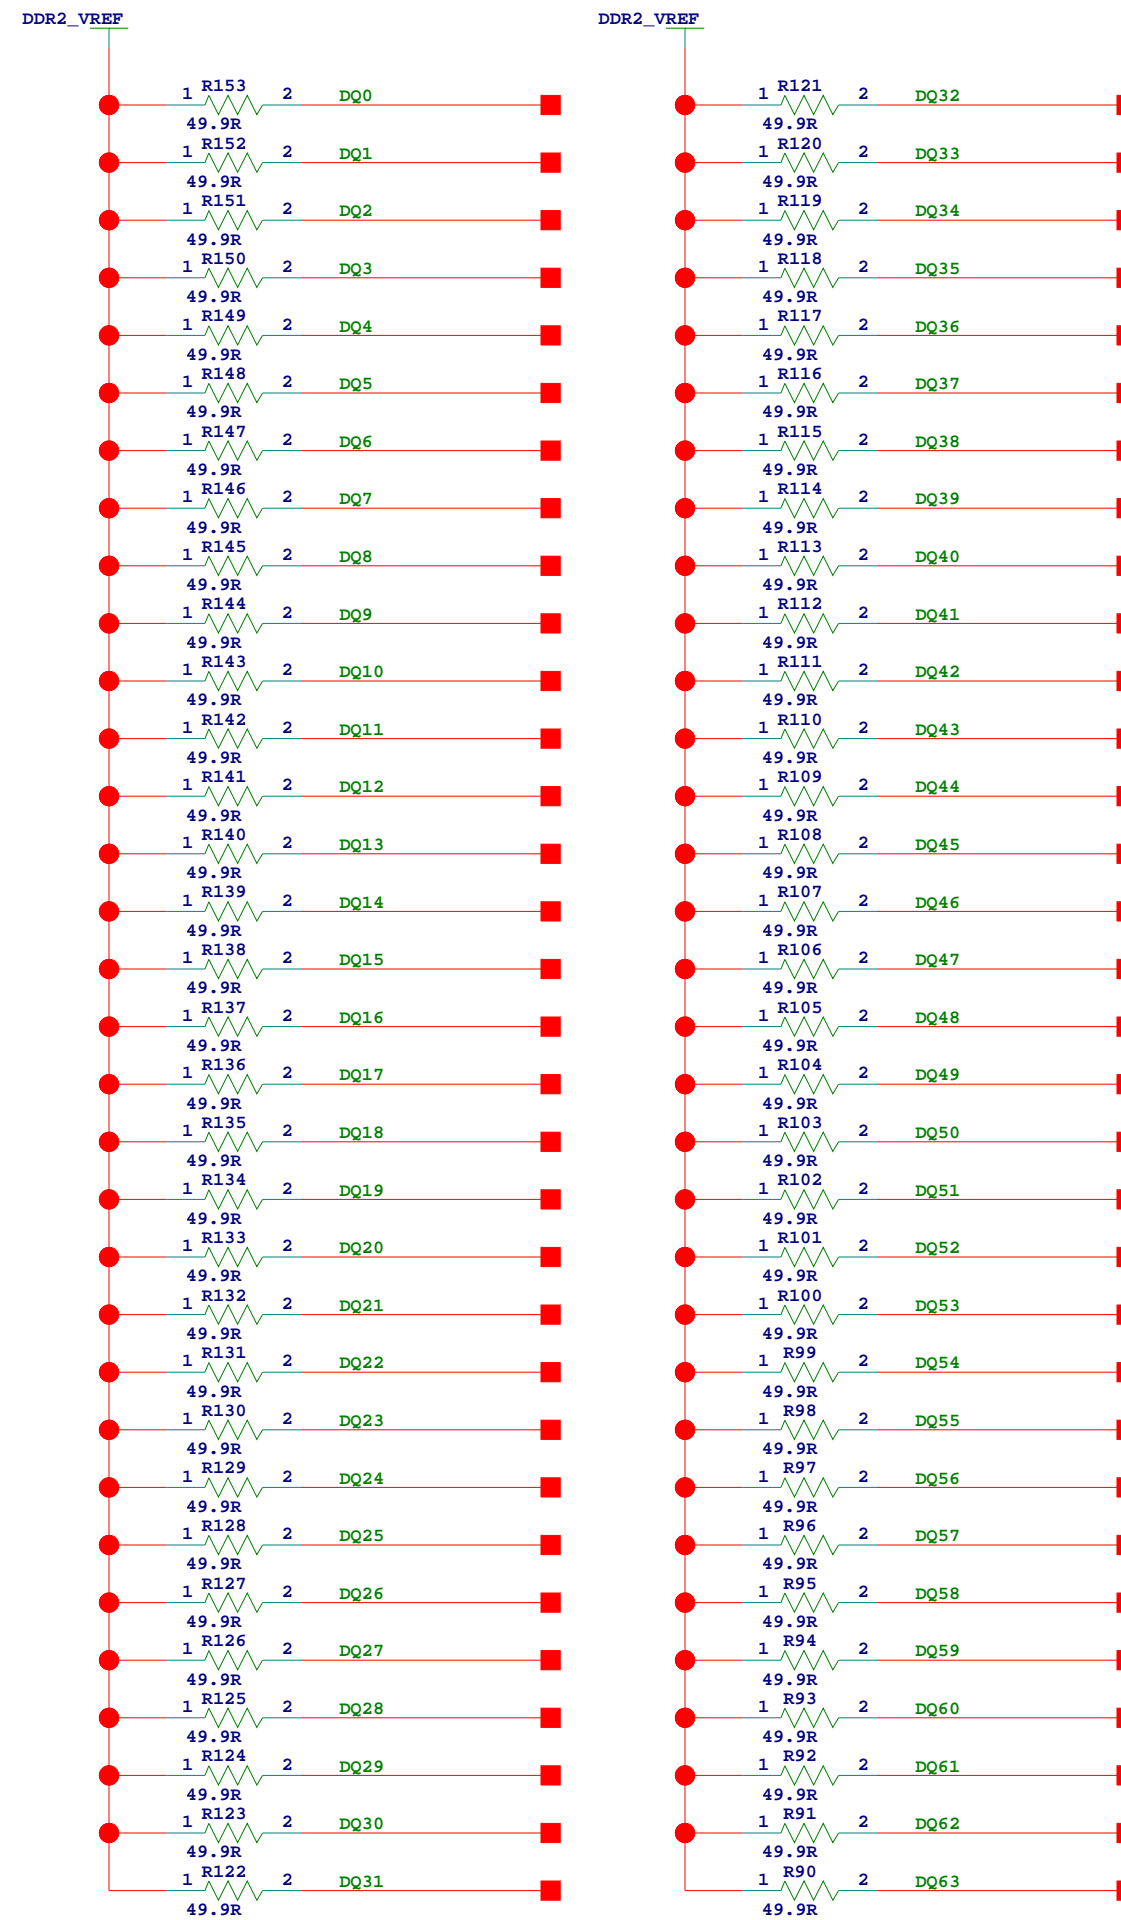 DDR2_VREF DDR2_VREF
1 R153 2 DQ0 1 R121 2 DQ32
49.9R 49.9R
1 R152 2 DQ1 1 R120 2 DQ33
49.9R 49.9R
1 R151 2 DQ2 1 R119 2 DQ34
49.9R 49.9R
1 R150 2 DQ3 1 R118 2 DQ35
49.9R 49.9R
1 R149 2 DQ4 1 R117 2 DQ36
49.9R 49.9R
1 R148 2 DQ5 1 R116 2 DQ37
49.9R 49.9R
1 R147 2 DQ6 1 R115 2 DQ38
49.9R 49.9R
1 R146 2 DQ7 1 R114 2 DQ39
49.9R 49.9R
1 R145 2 DQ8 1 R113 2 DQ40
49.9R 49.9R
1 R144 2 DQ9 1 R112 2 DQ41
49.9R 49.9R
1 R143 2 DQ10 1 R111 2 DQ42
49.9R 49.9R
1 R142 2 DQ11 1 R110 2 DQ43
49.9R 49.9R
1 R141 2 DQ12 1 R109 2 DQ44
49.9R 49.9R
1 R140 2 DQ13 1 R108 2 DQ45
49.9R 49.9R
1 R139 2 DQ14 1 R107 2 DQ46
49.9R 49.9R
1 R138 2 DQ15 1 R106 2 DQ47
49.9R 49.9R
1 R137 2 DQ16 1 R105 2 DQ48
49.9R 49.9R
1 R136 2 DQ17 1 R104 2 DQ49
49.9R 49.9R
1 R135 2 DQ18 1 R103 2 DQ50
49.9R 49.9R
1 R134 2 DQ19 1 R102 2 DQ51
49.9R 49.9R
1 R133 2 DQ20 1 R101 2 DQ52
49.9R 49.9R
1 R132 2 DQ21 1 R100 2 DQ53
49.9R 49.9R
1 R131 2 DQ22 1 R99 2 DQ54
49.9R 49.9R
1 R130 2 DQ23 1 R98 2 DQ55
49.9R 49.9R
1 R129 2 DQ24 1 R97 2 DQ56
49.9R 49.9R
1 R128 2 DQ25 1 R96 2 DQ57
49.9R 49.9R
1 R127 2 DQ26 1 R95 2 DQ58
49.9R 49.9R
1 R126 2 DQ27 1 R94 2 DQ59
49.9R 49.9R
1 R125 2 DQ28 1 R93 2 DQ60
49.9R 49.9R
1 R124 2 DQ29 1 R92 2 DQ61
49.9R 49.9R
1 R123 2 DQ30 1 R91 2 DQ62
49.9R 49.9R
1 R122 2 DQ31 1 R90 2 DQ63
49.9R 49.9R